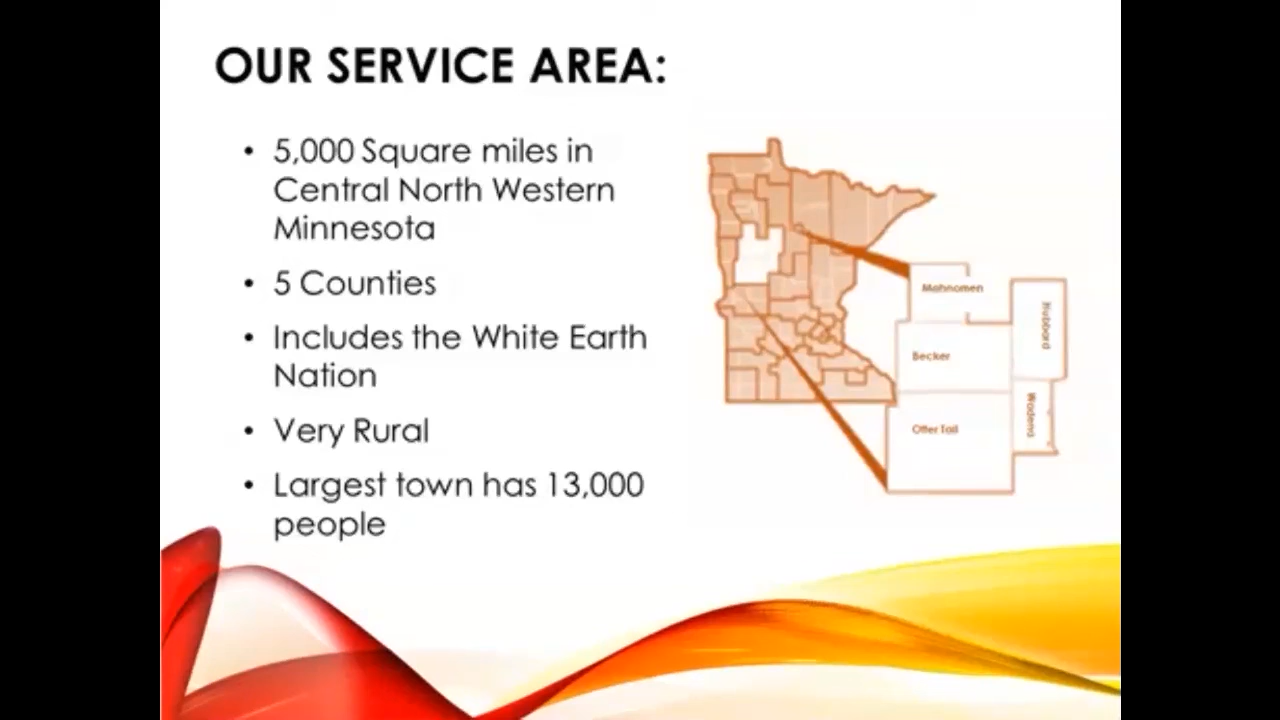 OUR SERVICE AREA:
• 5,000 Square miles in
Central North Western
Minnesota
• 5 Counties
• Includes the White Earth
Nation
• Very Rural
• Largest town has 13,000
people
Mahnomen
Hubbard
Becker
Wadena
Otter Tail